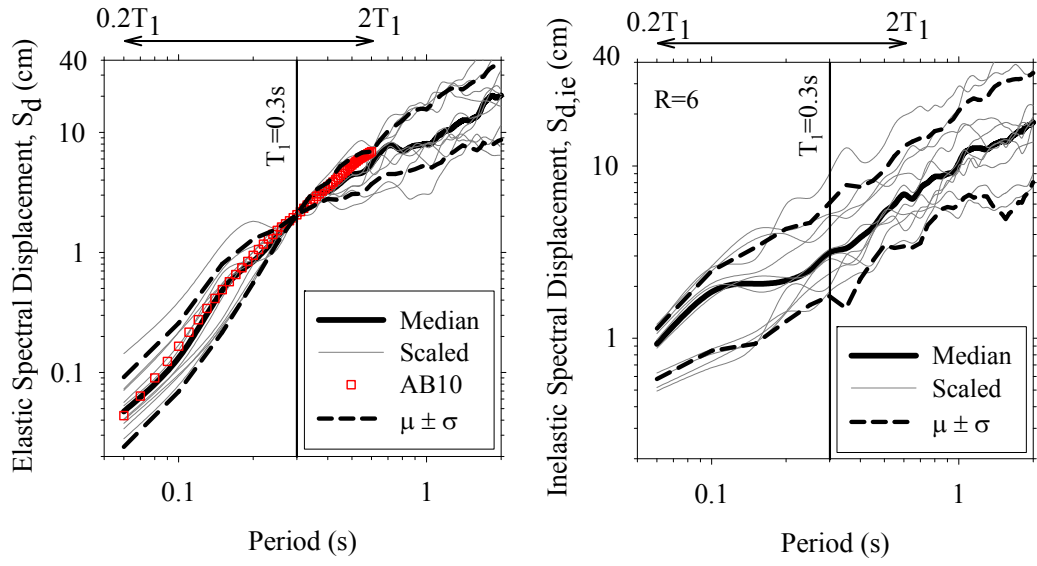 0.2T1
2T1
Elastic Spectral Displacement, Sd (cm)
40
10
1
0.1
T1=0.3s
Median
Scaled
AB10
μ ± σ
0.1
1
Period (s)
0.2T1
2T1
Inelastic Spectral Displacement, Sd,ie (cm)
40
10
1
R=6
T1=0.3s
Median
Scaled
μ ± σ
0.1
1
Period (s)